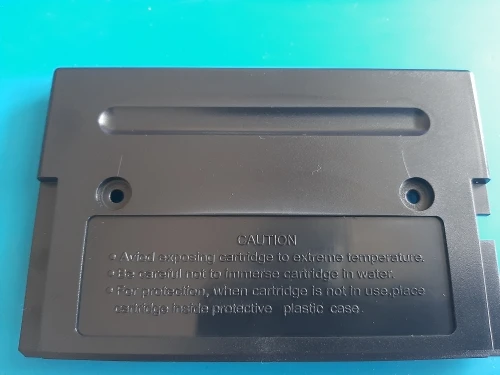 CAUTION
• Aviod exposing cartridge to extreme temperature.
• Be careful not to immerse cartridge in water.
• For protection, when cartridge is not in use,place
cartridge inside protective plastic case.